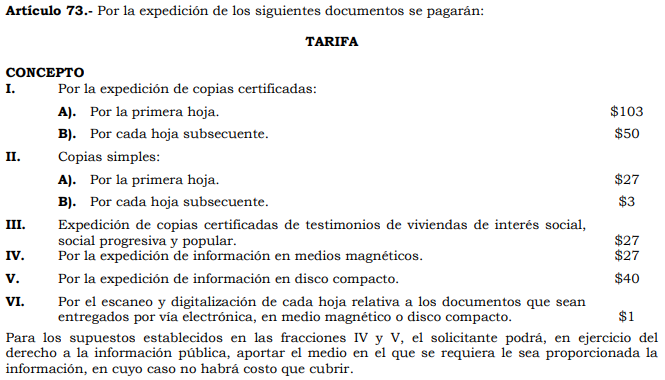 Artículo 73.- Por la expedición de los siguientes documentos se pagarán:
TARIFA
CONCEPTO
I. Por la expedición de copias certificadas:
A). Por la primera hoja. $103
B). Por cada hoja subsecuente. $50
II. Copias simples:
A). Por la primera hoja. $27
B). Por cada hoja subsecuente. $3
III. Expedición de copias certificadas de testimonios de viviendas de interés social,
social progresiva y popular. $27
IV. Por la expedición de información en medios magnéticos. $27
V. Por la expedición de información en disco compacto. $40
VI. Por el escaneo y digitalización de cada hoja relativa a los documentos que sean
entregados por vía electrónica, en medio magnético o disco compacto. $1
Para los supuestos establecidos en las fracciones IV y V, el solicitante podrá, en ejercicio del
derecho a la información pública, aportar el medio en el que se requiera le sea proporcionada la
información, en cuyo caso no habrá costo que cubrir.